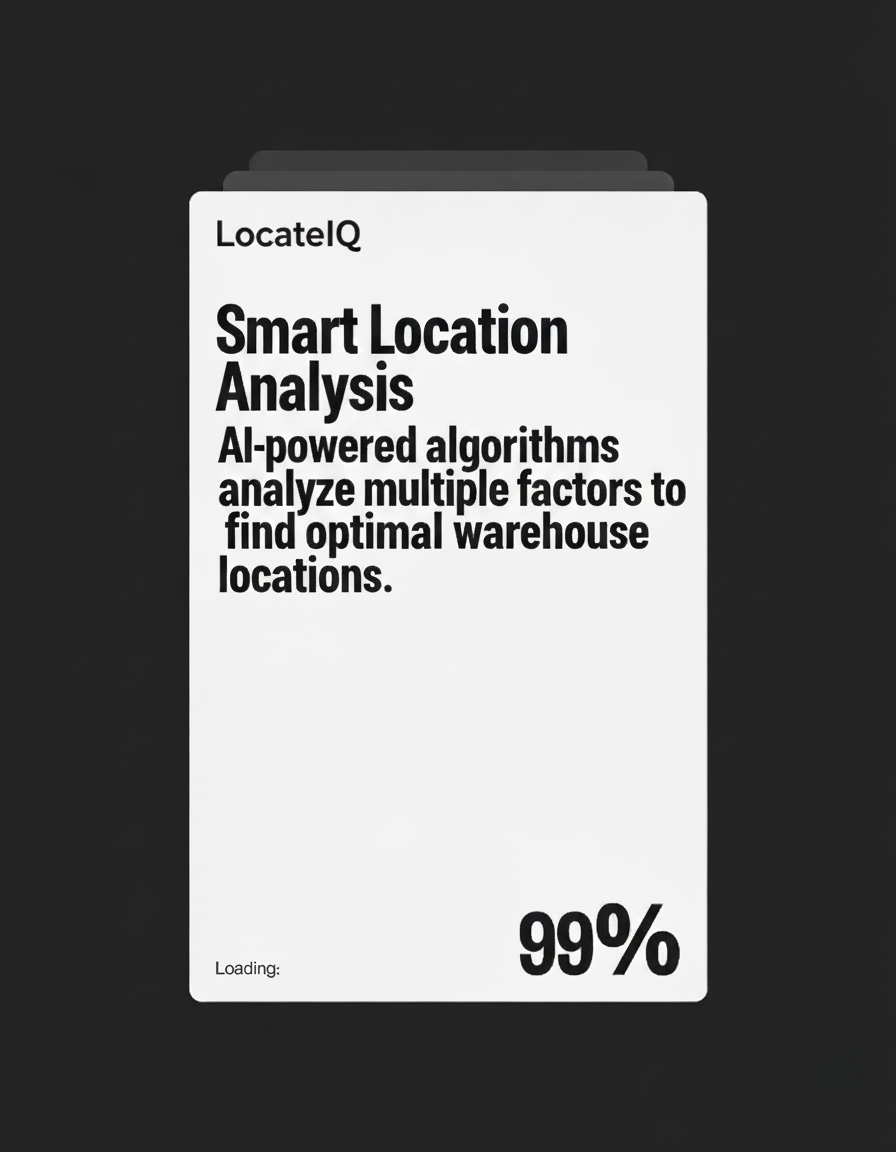 LocateIQ
Smart Location
Analysis
AI-powered algorithms
analyze multiple factors to
find optimal warehouse
locations.
Loading:
99%